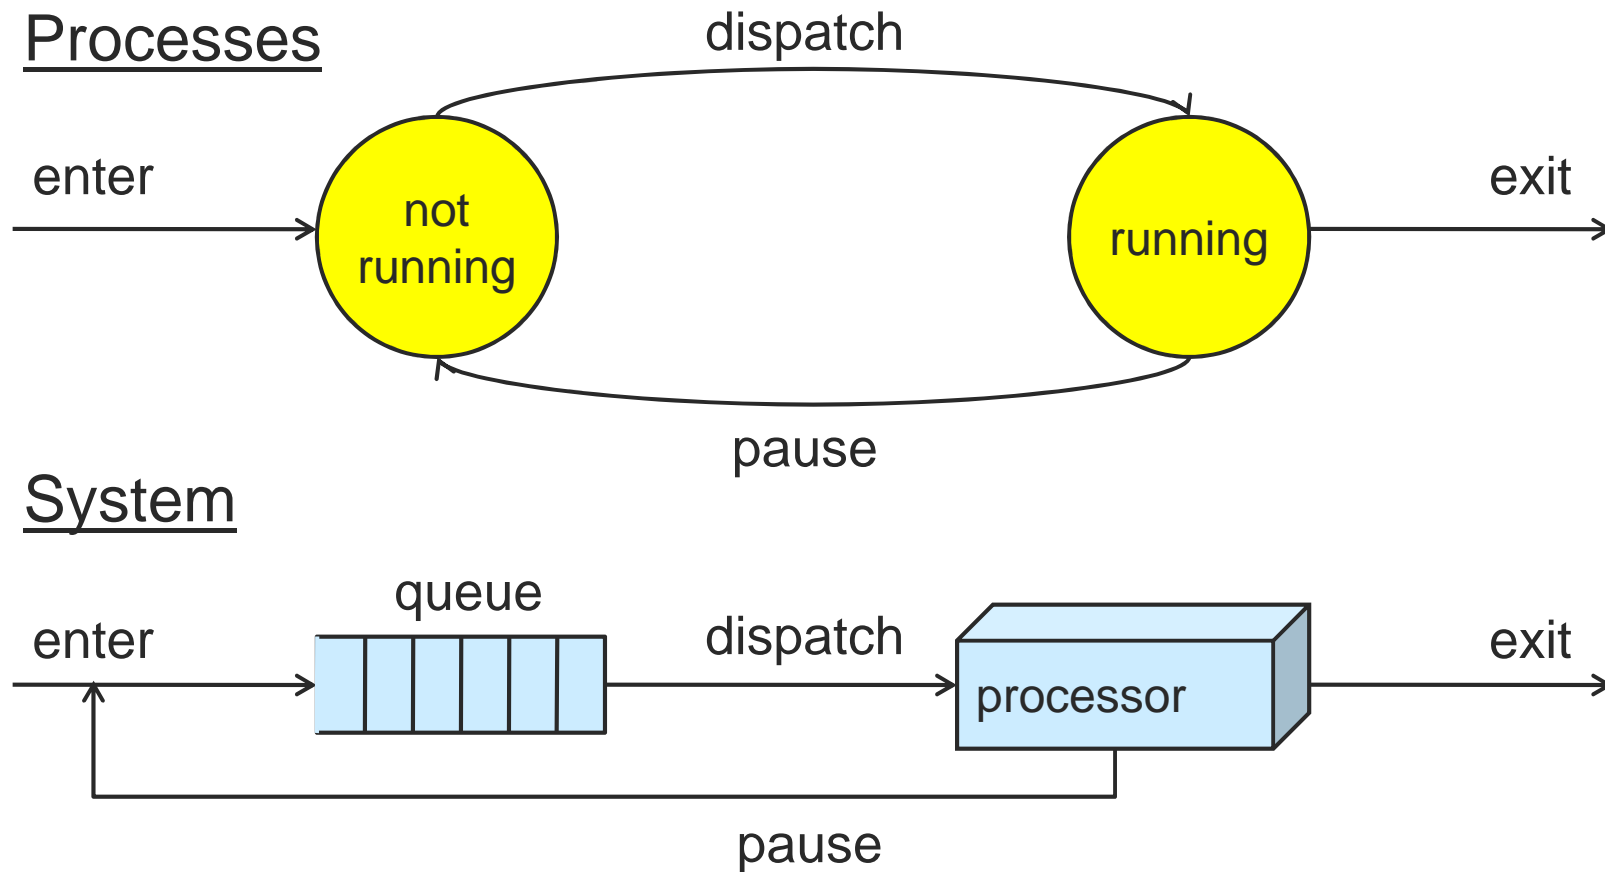 Processes
dispatch
enter
exit
not
running
running
pause
System
queue
enter
dispatch
exit
processor
pause